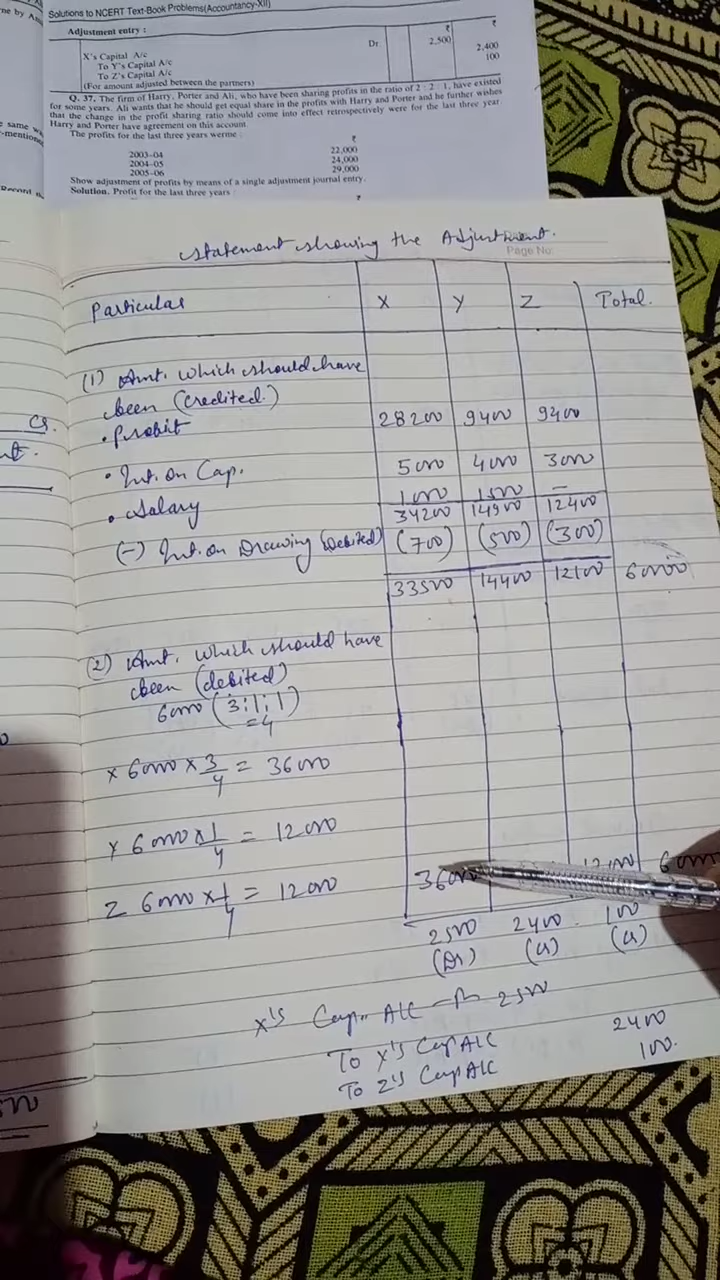 ne by Am
Solutions to NCERT Text-Book Problems(Accountancy-XII)
Adjustment entry :
₹ ₹
X's Capital A/c Dr. 2,500
To Y's Capital A/c 2,400
To Z's Capital A/c 100
(For amount adjusted between the partners)
Q. 37. The firm of Harry, Porter and Ali, who have been sharing profits in the ratio of 2 : 2 : 1, have existed
for some years. Ali wants that he should get equal share in the profits with Harry and Porter and he further wishes
that the change in the profit sharing ratio should come into effect retrospectively were for the last three year.
Harry and Porter have agreement on this account.
The profits for the last three years werme :
₹
2003-04 22,000
2004-05 24,000
2005-06 29,000
Show adjustment of profits by means of a single adjustment journal entry.
Solution. Profit for the last three years :
₹
e same
-mentione
Statement showing the Adjustment.
Page No:
Particulas X Y Z Total.
(1) Amt. which should have
been (credited.)
• Profit 28200 9400 9400
• Int. on Cap. 5000 4000 3000
• Salary 1000 1500 —
34200 14900 12400
(-) Int. on Drawing (Debited) (700) (500) (300)
33500 14400 12100 60000
(2) Amt. which should have
been (debited)
60000 (3:1:1)
=4
X 60000 × 3/4 = 36000
Y 60000 × 1/4 = 12000
Z 60000 × 1/4 = 12000
36000 12000
2500 2400 100
(Dr) (Cr) (Cr)
X's Cap.. A/C — Dr 2500
To Y's Cap A/C 2400
To Z's Cap A/C 100.